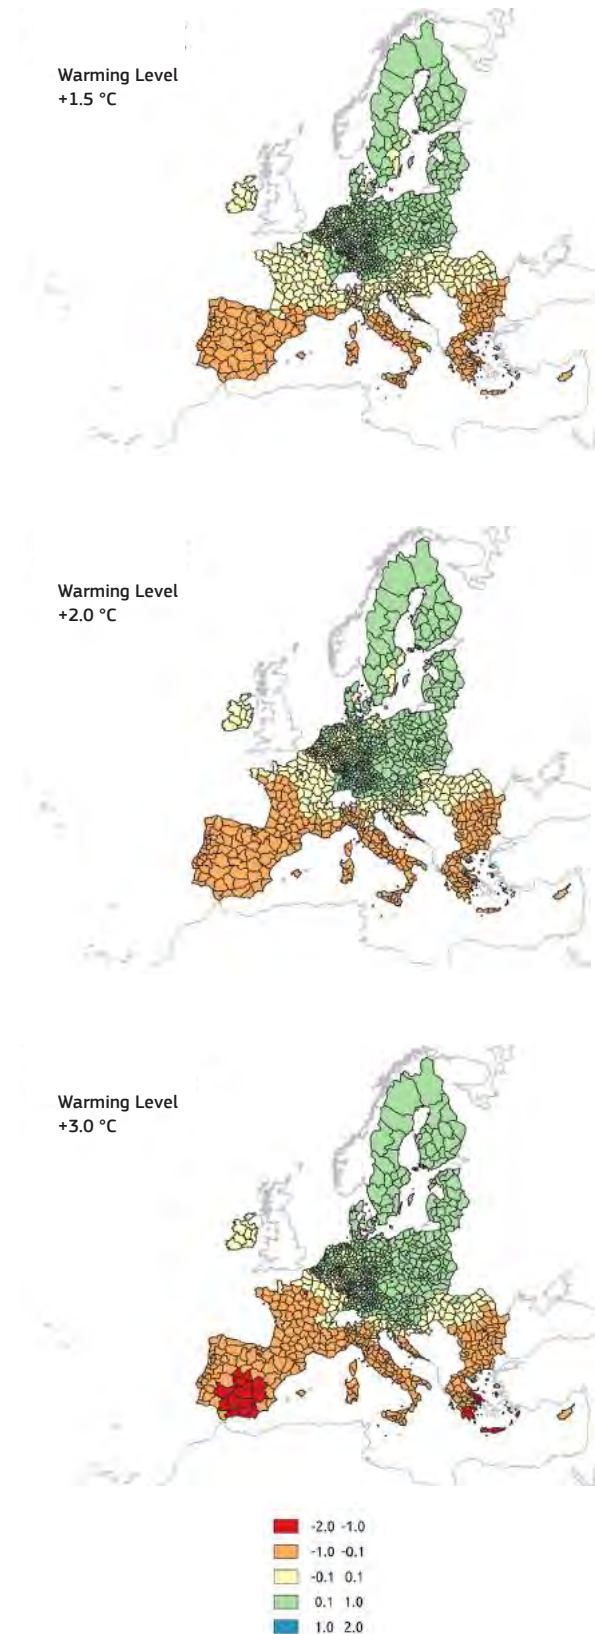 Warming Level
+1.5 °C
Warming Level
+2.0 °C
Warming Level
+3.0 °C
-2.0 -1.0
-1.0 -0.1
-0.1 0.1
0.1 1.0
1.0 2.0